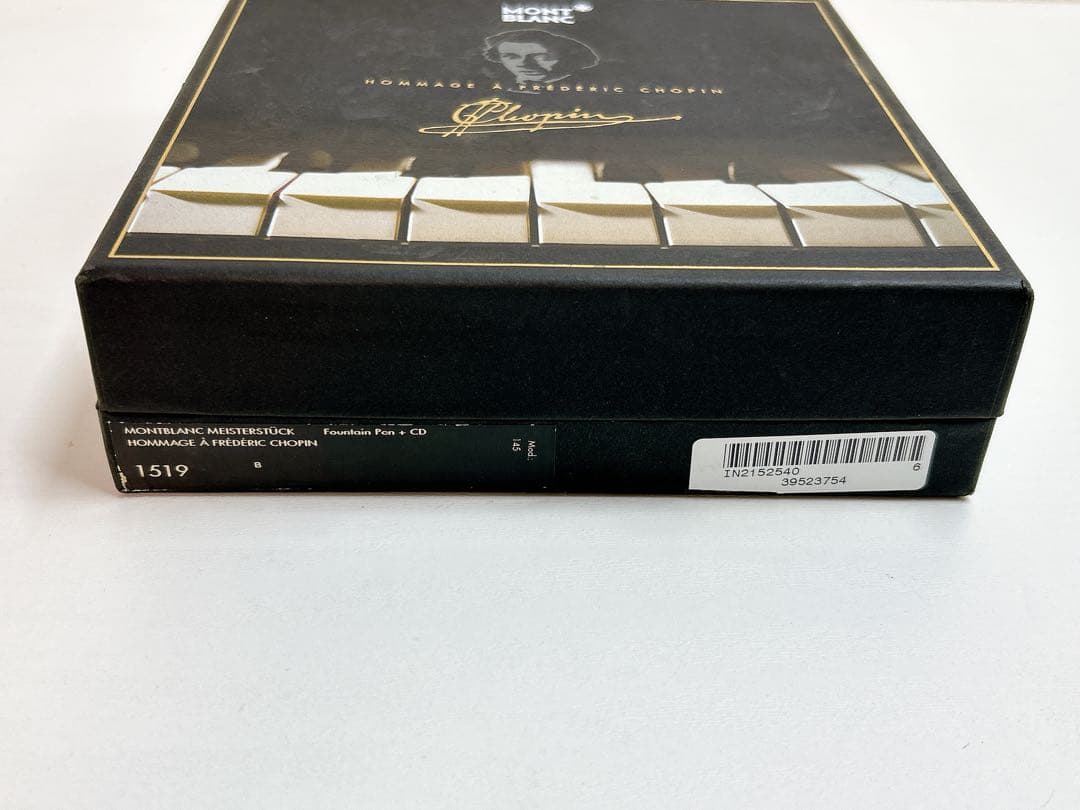 MONT
BLANC
HOMMAGE À FRÉDÉRIC CHOPIN
Chopin
MONTBLANC MEISTERSTÜCK
HOMMAGE À FRÉDÉRIC CHOPIN
Fountain Pen + CD
1519
B
Mod.:
145
IN2152540
6
39523754